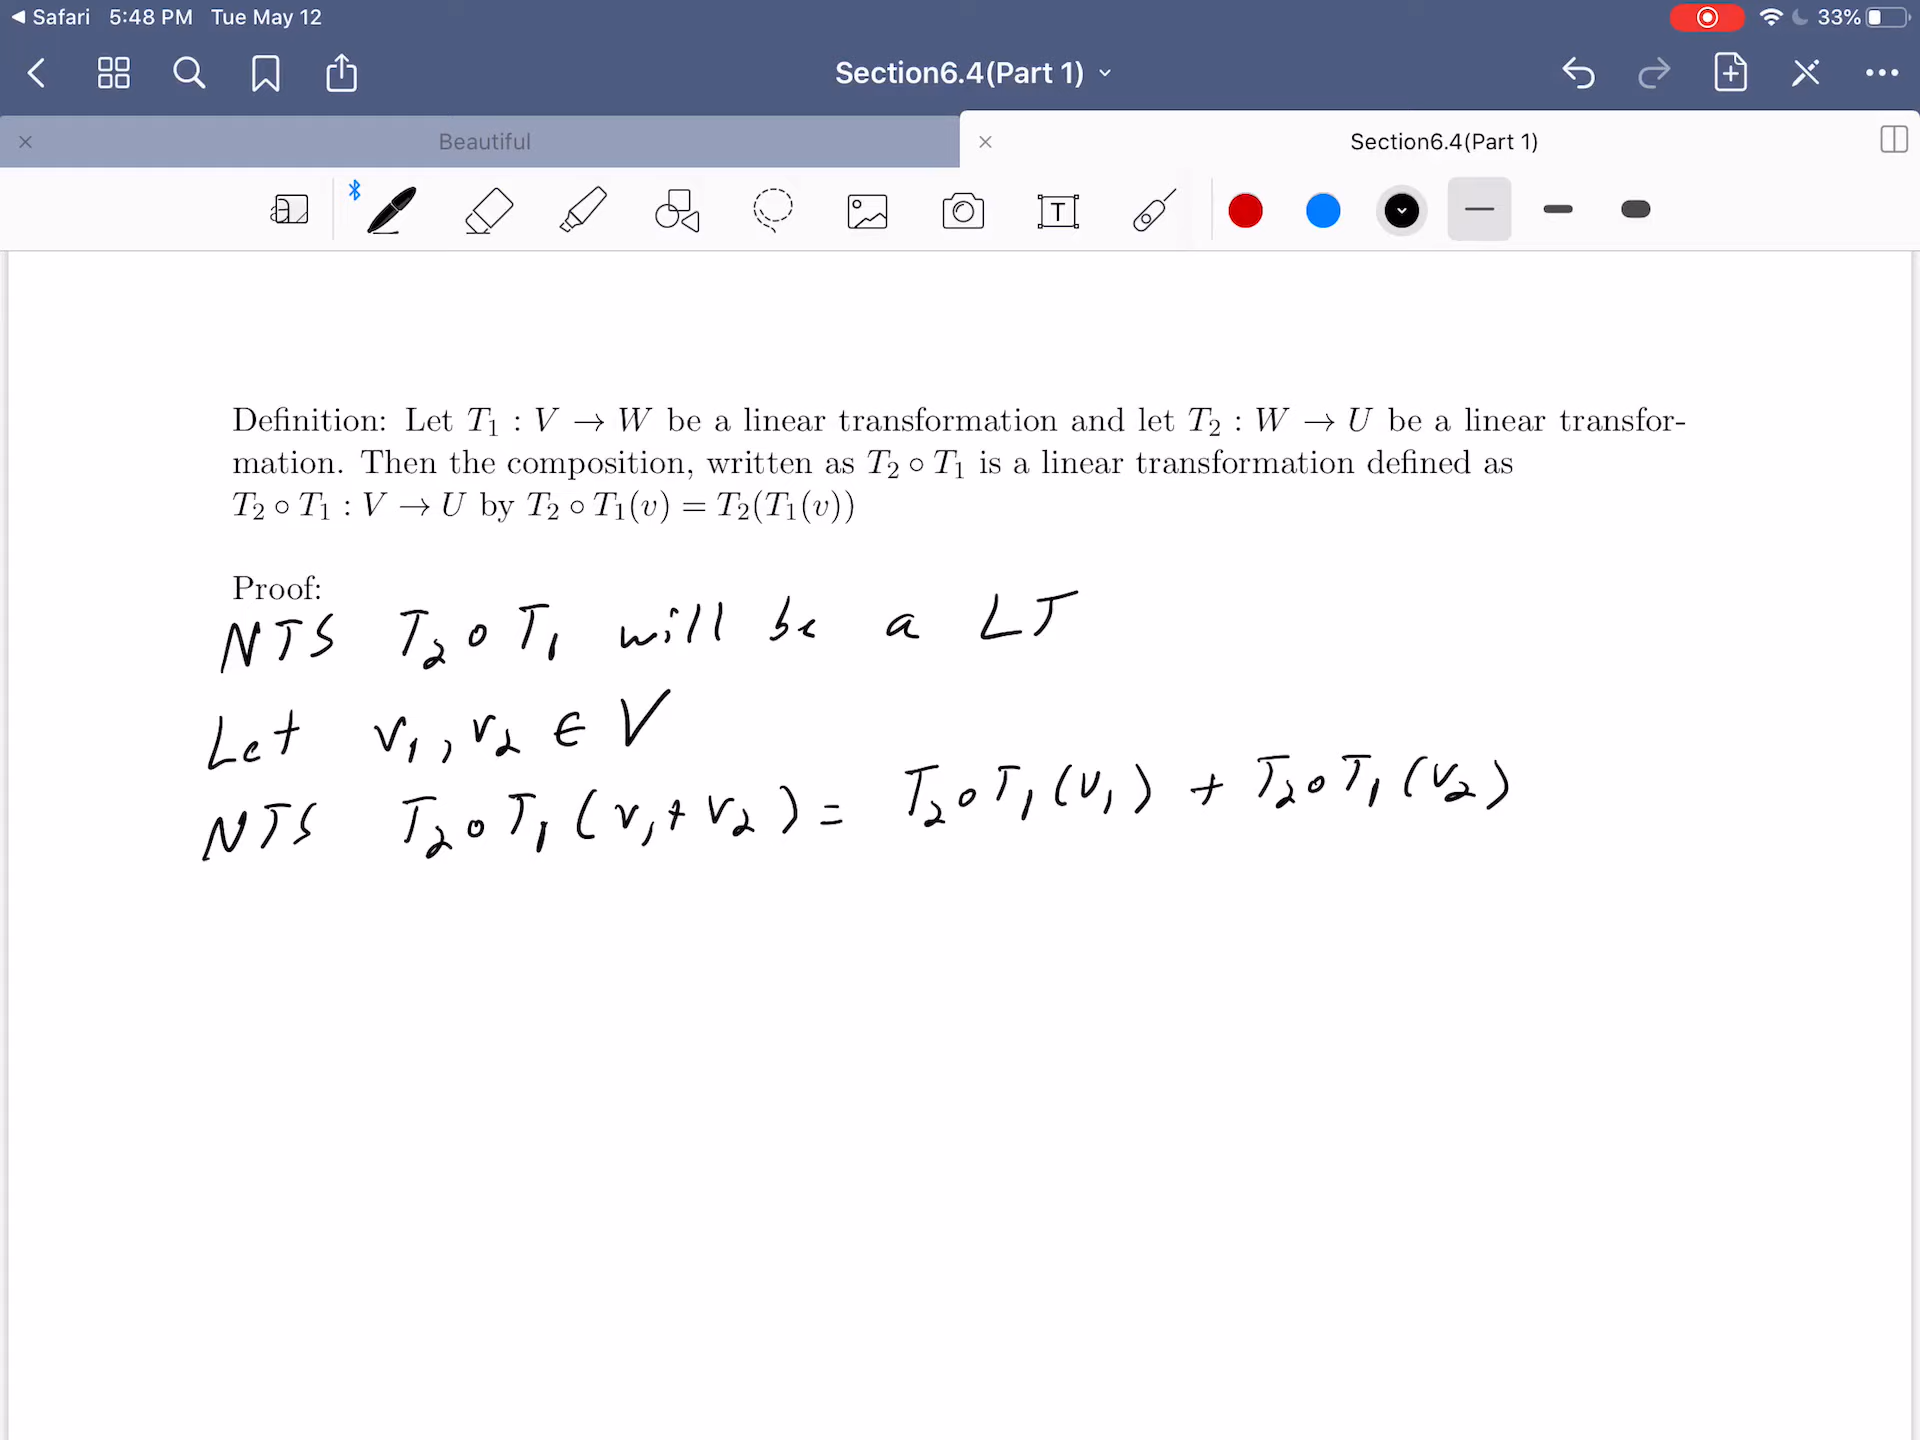 Safari 5:48 PM Tue May 12 33%
Section6.4(Part 1)
Beautiful Section6.4(Part 1)
a T
Definition: Let T₁ : V → W be a linear transformation and let T₂ : W → U be a linear transfor-
mation. Then the composition, written as T₂ ∘ T₁ is a linear transformation defined as
T₂ ∘ T₁ : V → U by T₂ ∘ T₁(v) = T₂(T₁(v))
Proof:
NTS T₂ ∘ T₁ will be a LT
Let v₁, v₂ ∈ V
NTS T₂ ∘ T₁ (v₁ + v₂) = T₂ ∘ T₁ (v₁) + T₂ ∘ T₁ (v₂)